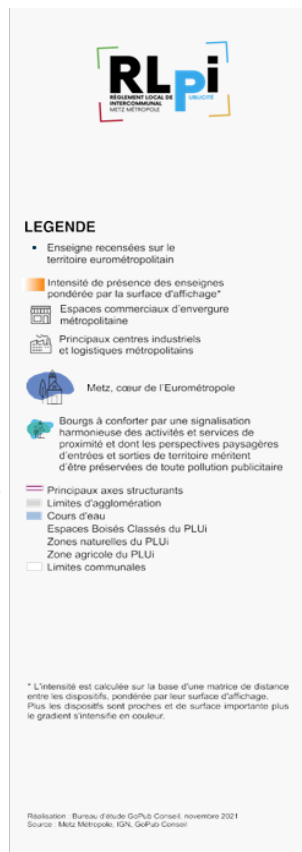 RLpi
RÈGLEMENT LOCAL DE PUBLICITÉ
INTERCOMMUNAL
METZ MÉTROPOLE
LEGENDE
Enseigne recensées sur le
territoire eurométropolitain
Intensité de présence des enseignes
pondérée par la surface d'affichage*
Espaces commerciaux d'envergure
métropolitaine
Principaux centres industriels
et logistiques métropolitains
Metz, cœur de l'Eurométropole
Bourgs à conforter par une signalisation
harmonieuse des activités et services de
proximité et dont les perspectives paysagères
d'entrées et sorties de territoire méritent
d'être préservées de toute pollution publicitaire
Principaux axes structurants
Limites d'agglomération
Cours d'eau
Espaces Boisés Classés du PLUi
Zones naturelles du PLUi
Zone agricole du PLUi
Limites communales
* L'intensité est calculée sur la base d'une matrice de distance
entre les dispositifs, pondérée par leur surface d'affichage.
Plus les dispositfs sont proches et de surface importante plus
le gradient s'intensifie en couleur.
Réalisation : Bureau d'étude GoPub Conseil, novembre 2021
Source : Metz Métropole, IGN, GoPub Conseil